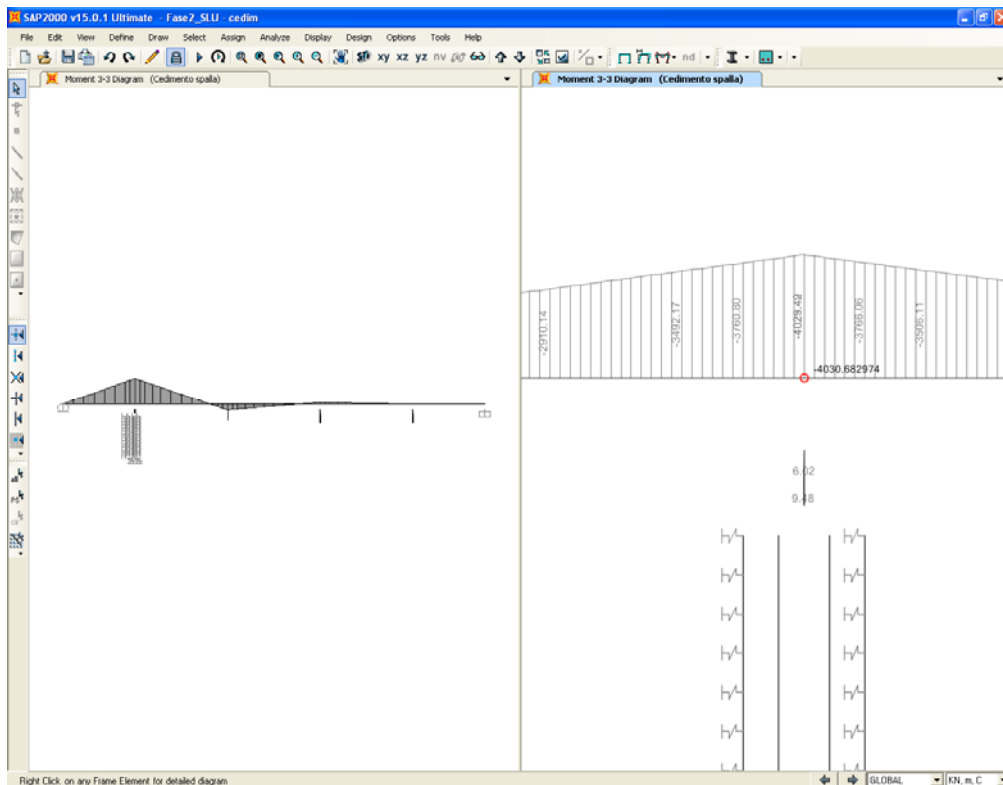 SAP2000 v15.0.1 Ultimate - Fase2_SLU - cedim
File Edit View Define Draw Select Assign Analyze Display Design Options Tools Help
xy xz yz nv nd
Moment 3-3 Diagram (Cedimento spalla)
Moment 3-3 Diagram (Cedimento spalla)
-2910.14
-3492.17
-3760.80
-4029.49
-3766.06
-3506.11
-4030.682974
6.02
9.48
Right Click on any Frame Element for detailed diagram
GLOBAL
KN, m, C